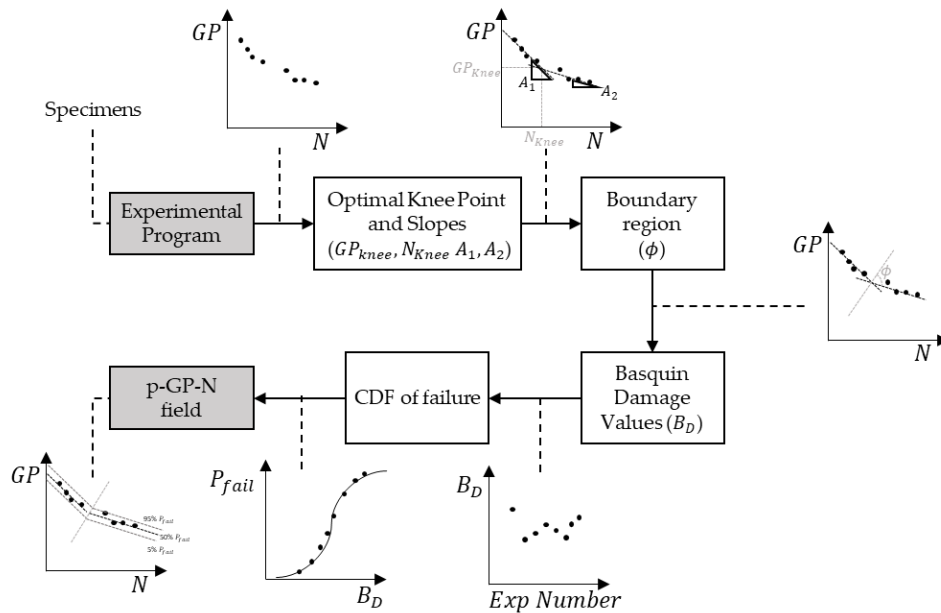 GP
N
GP
GP_Knee
A_1
A_2
N_Knee
N
Specimens
Experimental
Program
Optimal Knee Point
and Slopes
(GP_knee, N_Knee A_1, A_2)
Boundary
region
(ϕ)
GP
ϕ
N
p-GP-N
field
CDF of failure
Basquin
Damage
Values (B_D)
GP
95% P_fail
50% P_fail
5% P_fail
N
P_fail
B_D
B_D
Exp Number